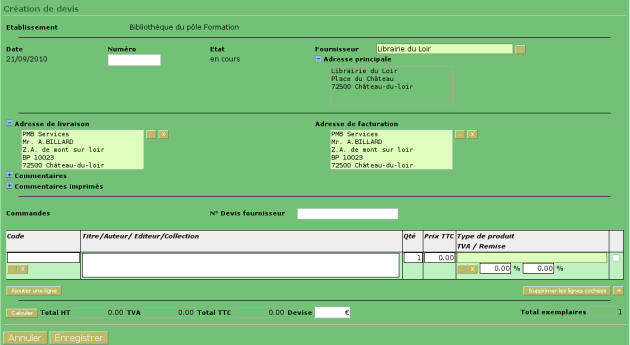 Création de devis
Etablissement Bibliothèque du pôle Formation
Date Numéro Etat Fournisseur Librairie du Loir ...
21/09/2010 en cours Adresse principale
Librairie du Loir
Place du Château
72500 Château-du-loir
Adresse de livraison Adresse de facturation
PMB Services ... X PMB Services ... X
Mr. A.BILLARD Mr. A.BILLARD
Z.A. de mont sur loir Z.A. de mont sur loir
BP 10023 BP 10023
72500 Château-du-loir 72500 Château-du-loir
Commentaires
Commentaires imprimés
Commandes N° Devis fournisseur
Code Titre/Auteur/ Editeur/Collection Qté Prix TTC Type de produit
TVA / Remise
1 0.00
... X ... X 0.00 % 0.00 %
Ajouter une ligne Supprimer les lignes cochées +
Calculer Total HT 0.00 TVA 0.00 Total TTC 0.00 Devise € Total exemplaires 1
Annuler Enregistrer